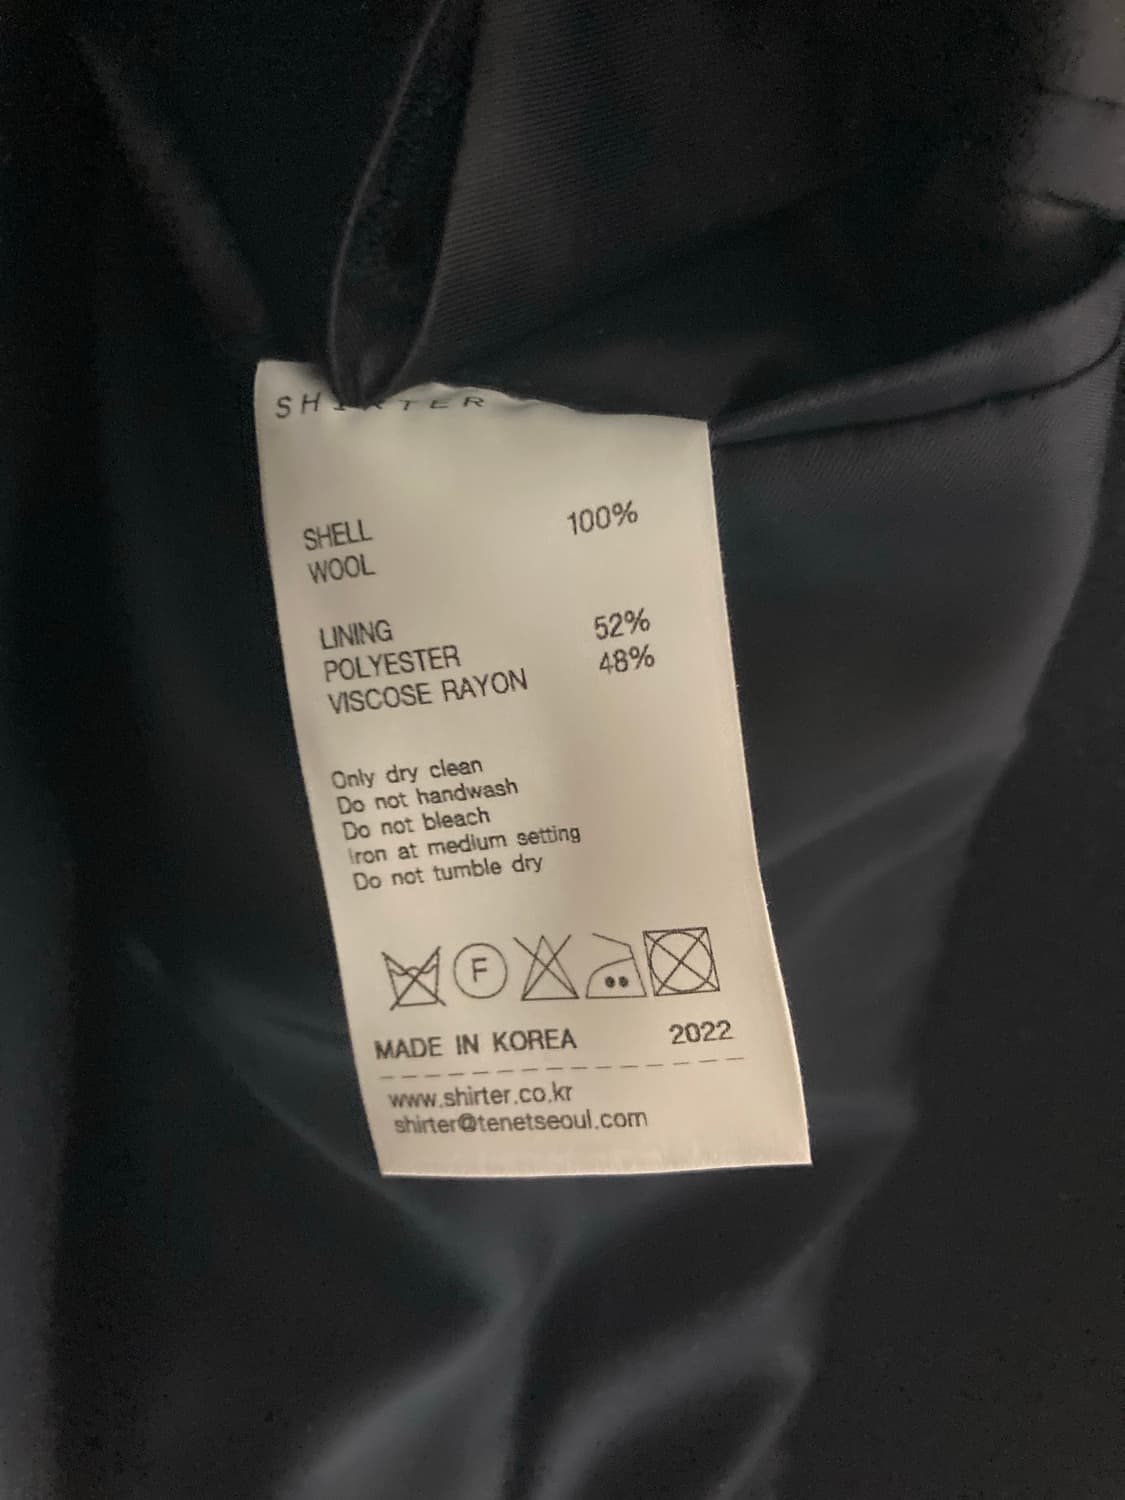 SHIRTER
SHELL 100%
WOOL
LINING 52%
POLYESTER 48%
VISCOSE RAYON
Only dry clean
Do not handwash
Do not bleach
Iron at medium setting
Do not tumble dry
F
MADE IN KOREA 2022
www.shirter.co.kr
shirter@tenetseoul.com